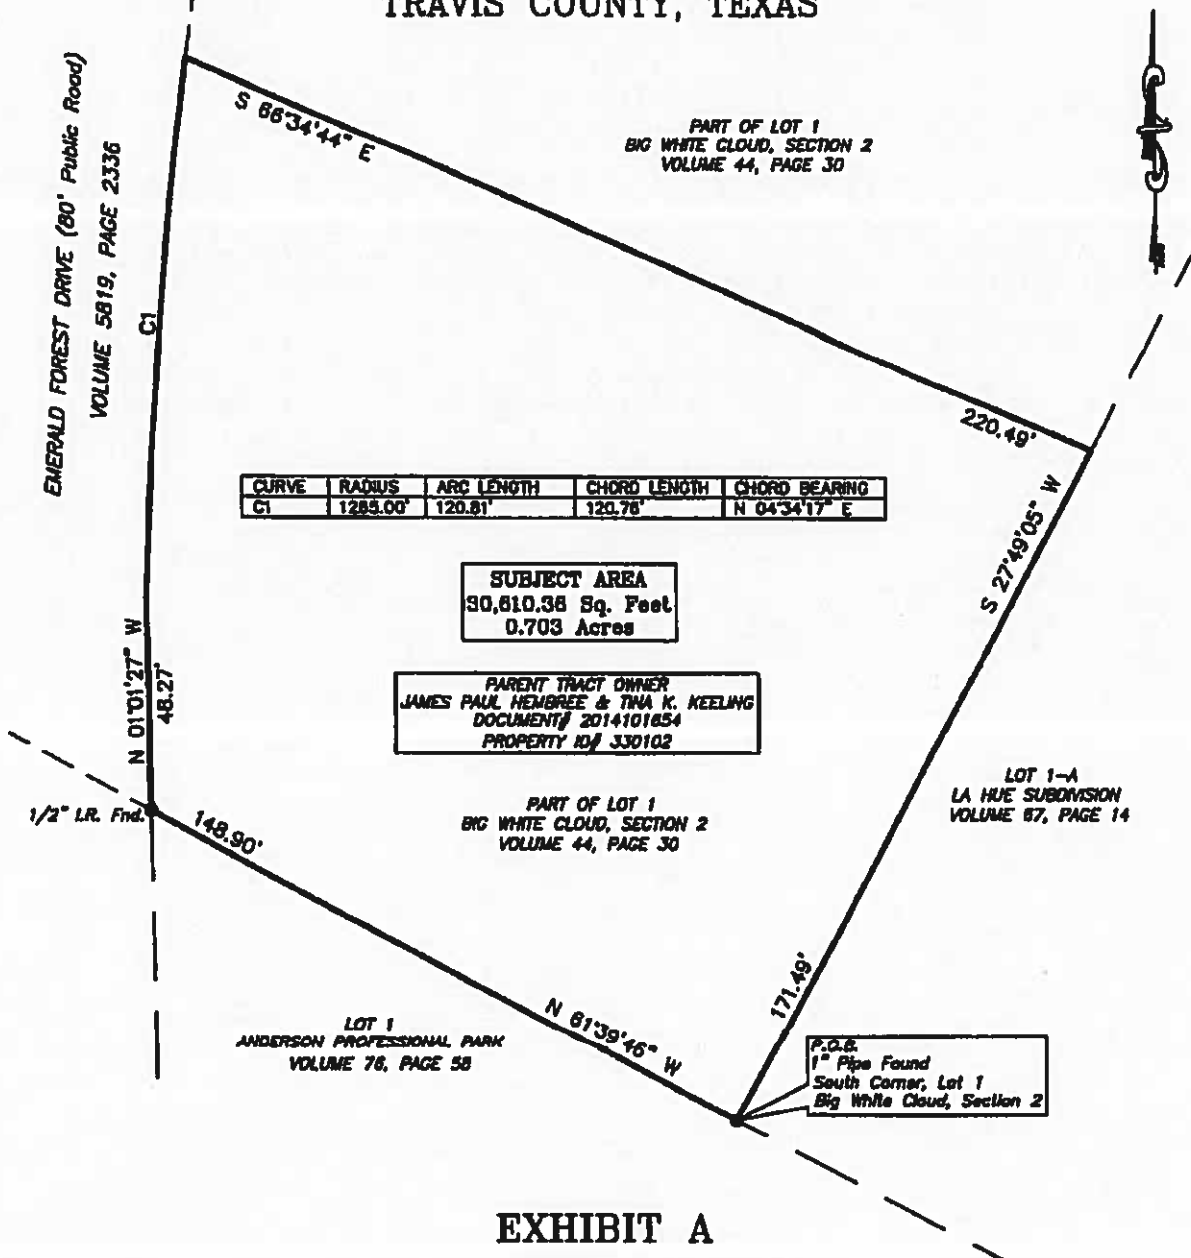 TRAVIS COUNTY, TEXAS
EMERALD FOREST DRIVE (80' Public Road)
VOLUME 5819, PAGE 2336
S 66°34'44" E
PART OF LOT 1
BIG WHITE CLOUD, SECTION 2
VOLUME 44, PAGE 30
C1
220.49'
CURVE RADIUS ARC LENGTH CHORD LENGTH CHORD BEARING
C1 1285.00' 120.81' 120.76' N 04°34'17" E
S 27°49'05" W
SUBJECT AREA
30,610.36 Sq. Feet
0.703 Acres
N 01°01'27" W
48.27'
PARENT TRACT OWNER
JAMES PAUL HEMBREE & TINA K. KEELING
DOCUMENT# 2014101654
PROPERTY ID# 330102
LOT 1-A
LA HUE SUBDIVISION
VOLUME 67, PAGE 14
1/2" I.R. Fnd.
148.90'
PART OF LOT 1
BIG WHITE CLOUD, SECTION 2
VOLUME 44, PAGE 30
171.49'
N 61°39'46" W
LOT 1
ANDERSON PROFESSIONAL PARK
VOLUME 76, PAGE 58
P.O.B.
1" Pipe Found
South Corner, Lot 1
Big White Cloud, Section 2
EXHIBIT A